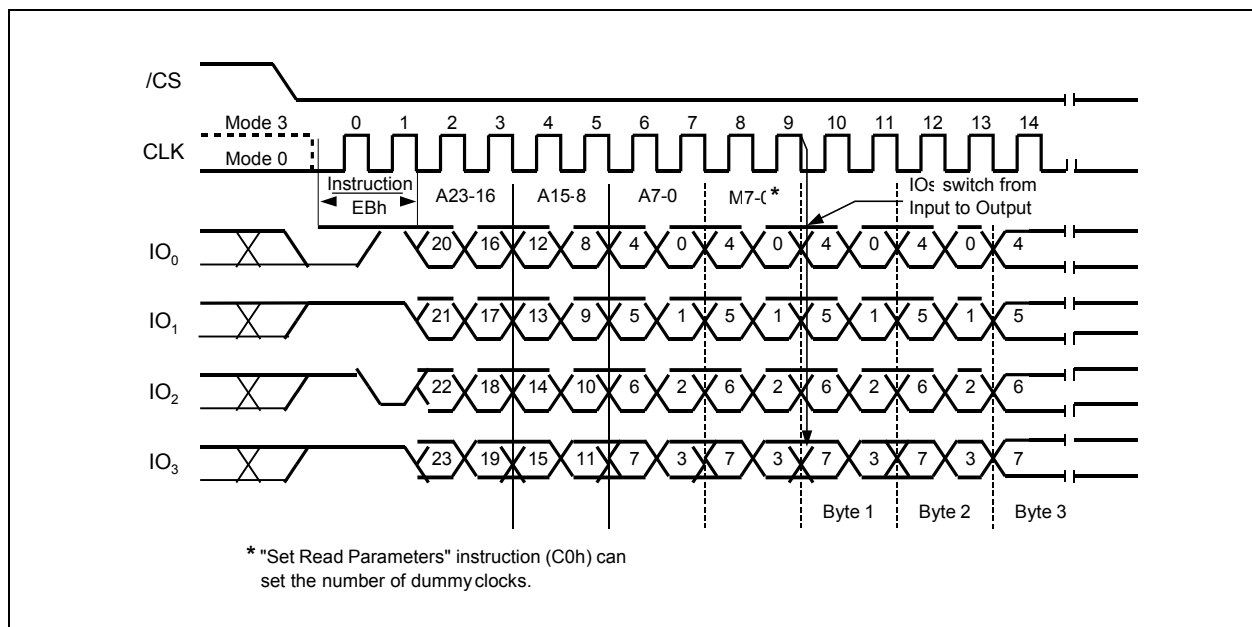 /CS
Mode 3 0 1 2 3 4 5 6 7 8 9 10 11 12 13 14
CLK
Mode 0
Instruction
EBh
A23-16 A15-8 A7-0 M7-0*
IOs switch from
Input to Output
IO0 20 16 12 8 4 0 4 0 4 0 4 0 4
IO1 21 17 13 9 5 1 5 1 5 1 5 1 5
IO2 22 18 14 10 6 2 6 2 6 2 6 2 6
IO3 23 19 15 11 7 3 7 3 7 3 7 3 7
Byte 1 Byte 2 Byte 3
* "Set Read Parameters" instruction (C0h) can
set the number of dummy clocks.